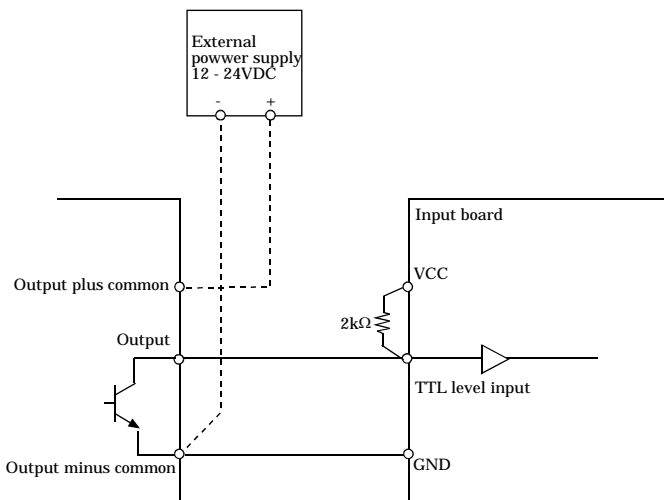 External
powwer supply
12 - 24VDC
- +
Input board
Output plus common
VCC
2kΩ
Output
TTL level input
Output minus common
GND